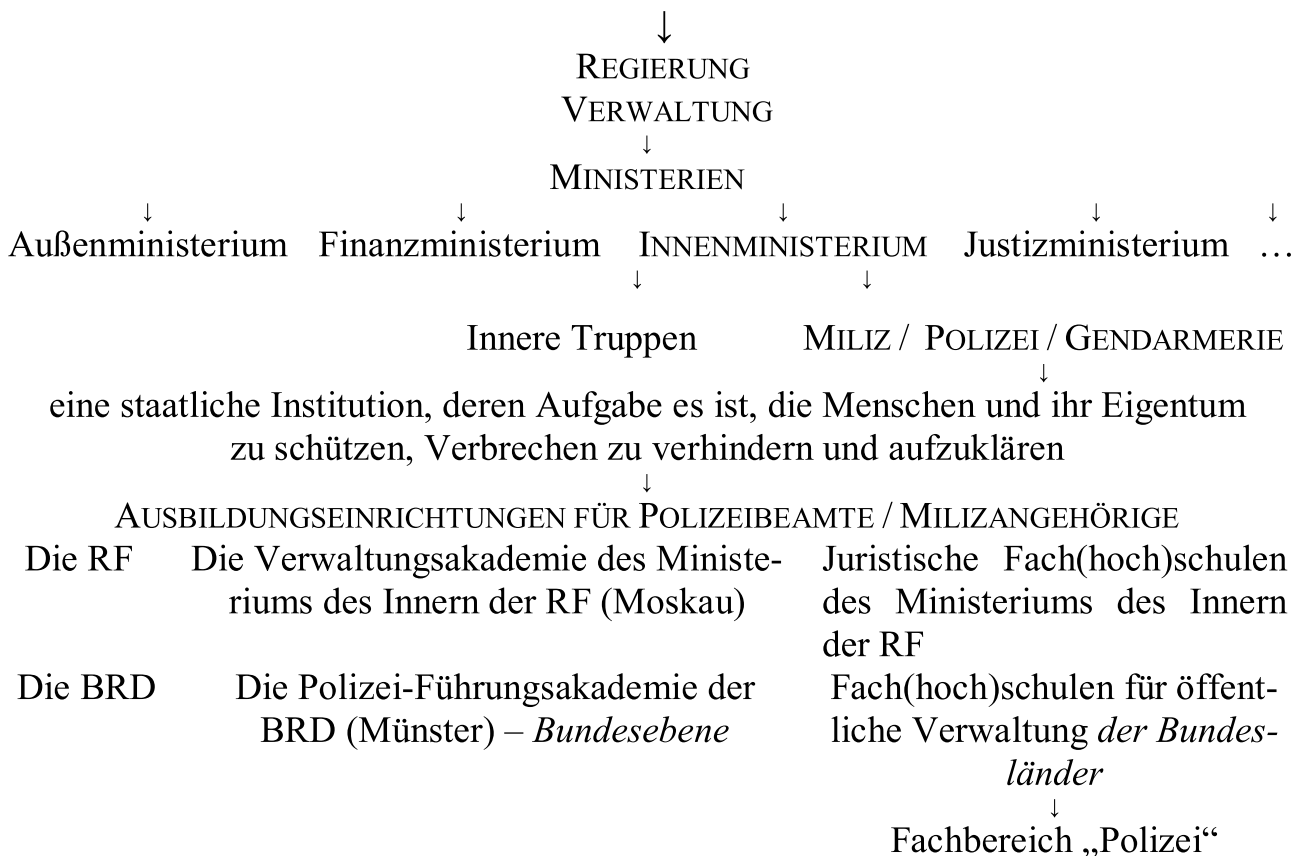 ↓
REGIERUNG
VERWALTUNG
↓
MINISTERIEN
↓ ↓ ↓ ↓ ↓
Außenministerium Finanzministerium INNENMINISTERIUM Justizministerium …
↓ ↓
Innere Truppen MILIZ / POLIZEI / GENDARMERIE
↓
eine staatliche Institution, deren Aufgabe es ist, die Menschen und ihr Eigentum
zu schützen, Verbrechen zu verhindern und aufzuklären
↓
AUSBILDUNGSEINRICHTUNGEN FÜR POLIZEIBEAMTE / MILIZANGEHÖRIGE
Die RF
Die Verwaltungsakademie des Ministe-
riums des Innern der RF (Moskau)
Juristische Fach(hoch)schulen
des Ministeriums des Innern
der RF
Die BRD
Die Polizei-Führungsakademie der
BRD (Münster) – Bundesebene
Fach(hoch)schulen für öffent-
liche Verwaltung der Bundes-
länder
↓
Fachbereich „Polizei“